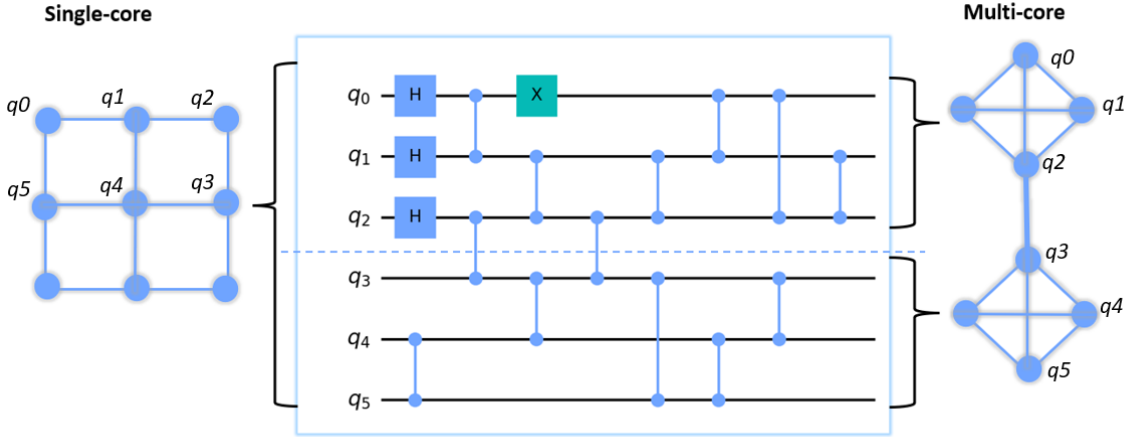 Single-core
Multi-core
q0
q1
q2
q5
q4
q3
q₀
H
X
q₁
H
q₂
H
q₃
q₄
q₅
q0
q1
q2
q3
q4
q5